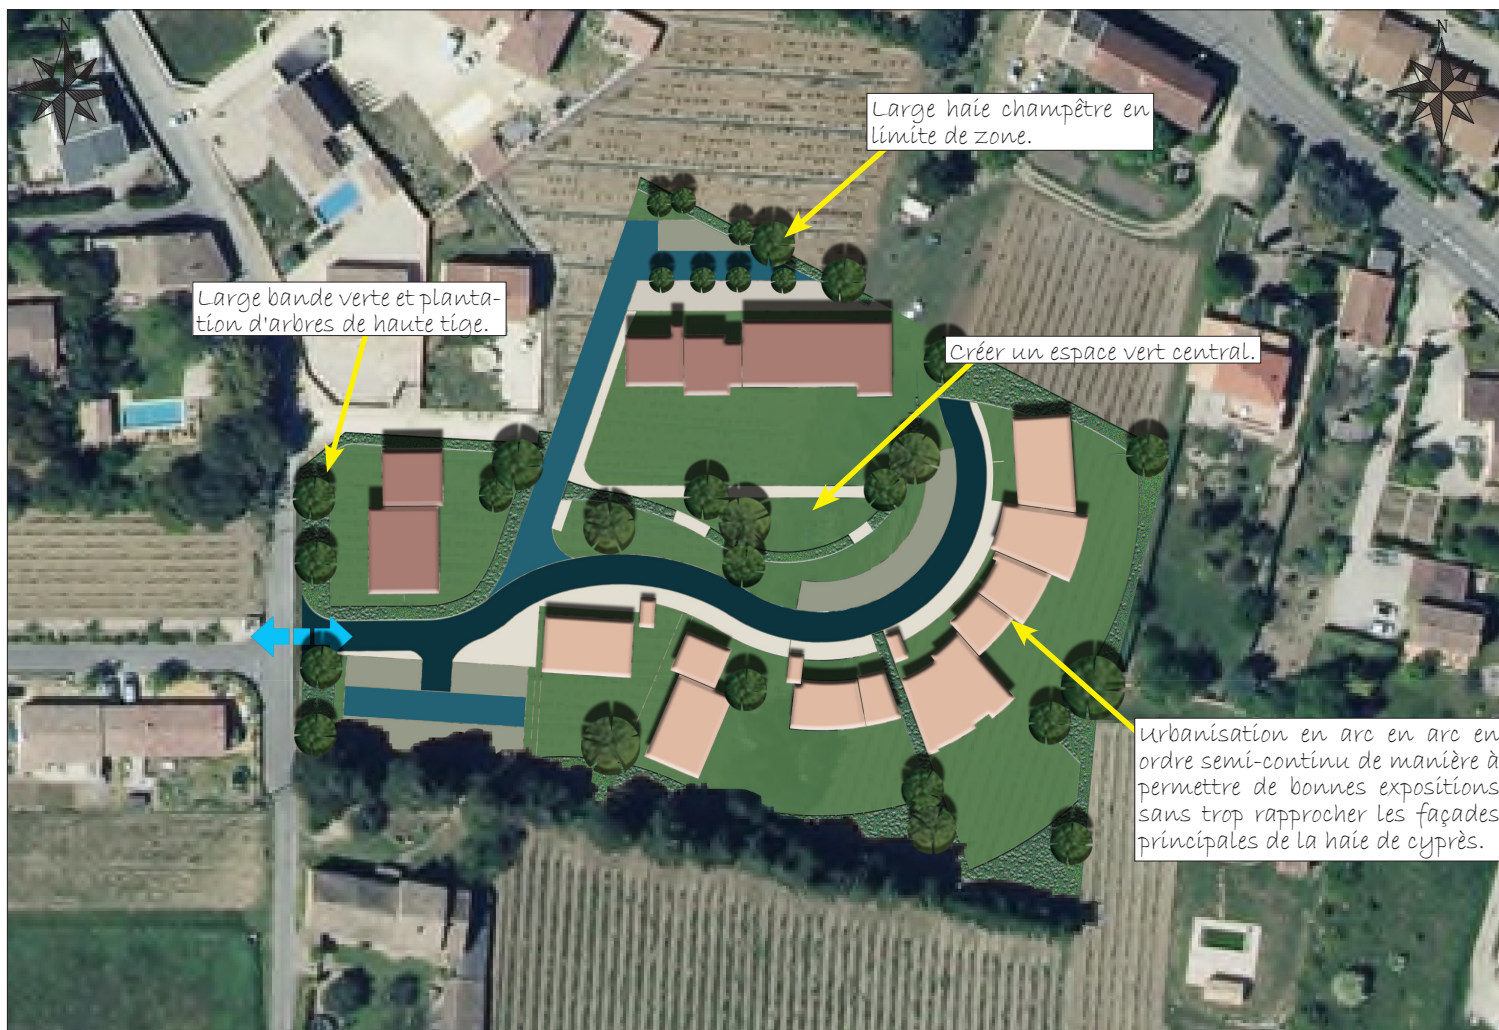 N
N
Large haie champêtre en
limite de zone.
Large bande verte et planta-
tion d'arbres de haute tige.
Créer un espace vert central.
Urbanisation en arc en arc en
ordre semi-continu de manière à
permettre de bonnes expositions
sans trop rapprocher les façades
principales de la haie de cyprès.